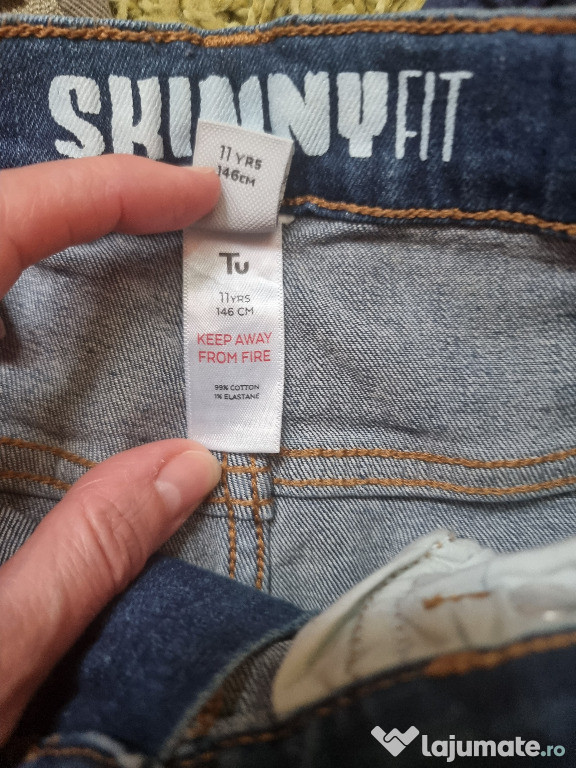 SKINNY FIT
11 YRS
146CM
Tu
11YRS
146 CM
KEEP AWAY
FROM FIRE
99% COTTON
1% ELASTANE
lajumate.ro